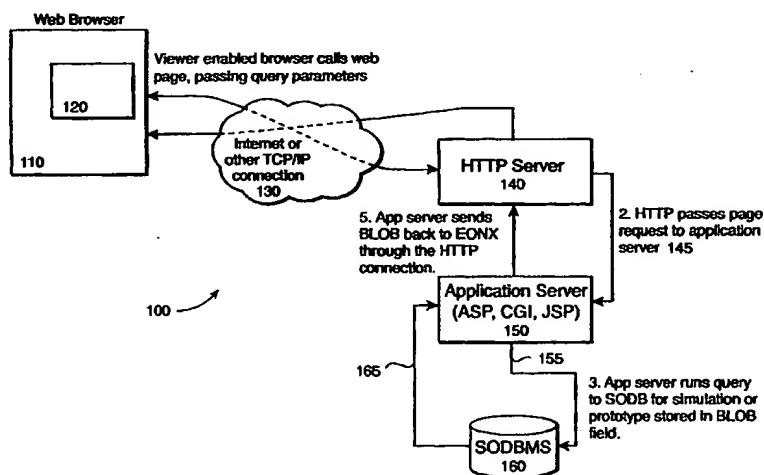 Web Browser
Viewer enabled browser calls web
page, passing query parameters
120
110
Internet or
other TCP/IP
connection
130
HTTP Server
140
5. App server sends
BLOB back to EONX
through the HTTP
connection.
2. HTTP passes page
request to application
server 145
100
Application Server
(ASP, CGI, JSP)
150
165
155
3. App server runs query
to SODB for simulation or
prototype stored in BLOB
field.
SODBMS
160